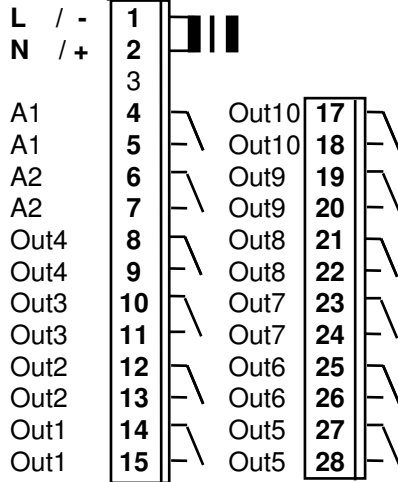 L / - 1
N / + 2
3
A1 4 Out10 17
A1 5 Out10 18
A2 6 Out9 19
A2 7 Out9 20
Out4 8 Out8 21
Out4 9 Out8 22
Out3 10 Out7 23
Out3 11 Out7 24
Out2 12 Out6 25
Out2 13 Out6 26
Out1 14 Out5 27
Out1 15 Out5 28